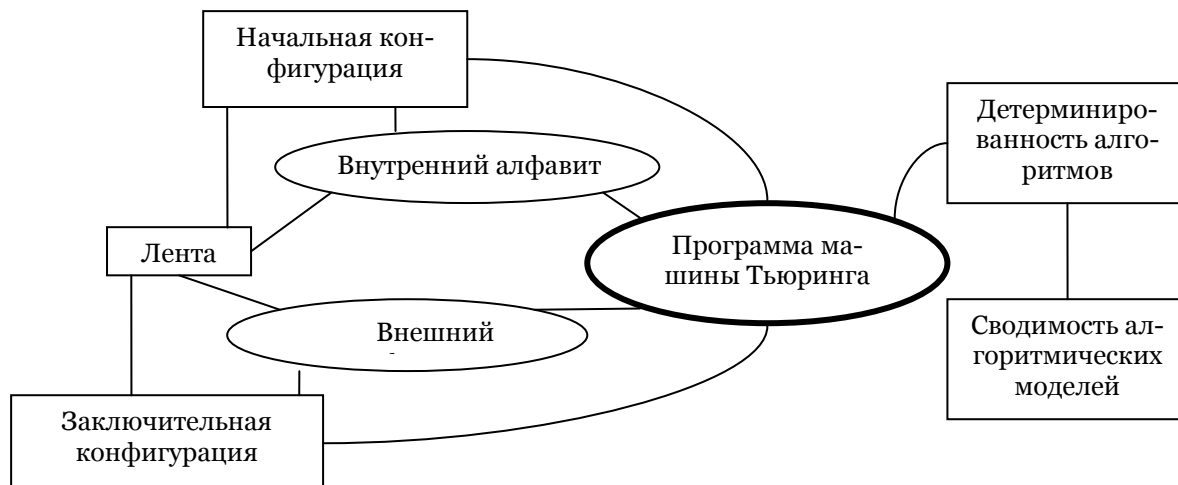 Начальная кон-
фигурация
Детерминиро-
ванность алго-
ритмов
Внутренний алфавит
Лента
Программа ма-
шины Тьюринга
Внешний
Сводимость ал-
горитмических
моделей
Заключительная
конфигурация